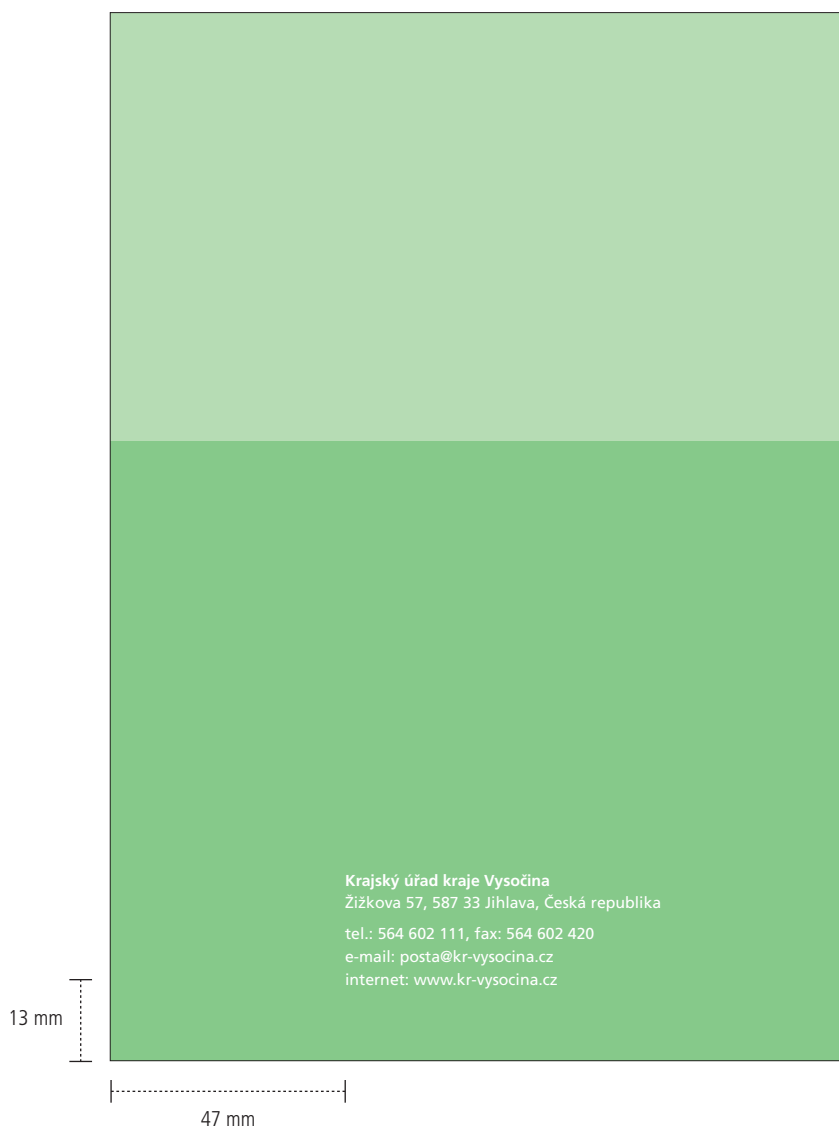 Krajský úřad kraje Vysočina
Žižkova 57, 587 33 Jihlava, Česká republika
tel.: 564 602 111, fax: 564 602 420
e-mail: posta@kr-vysocina.cz
internet: www.kr-vysocina.cz
13 mm
47 mm